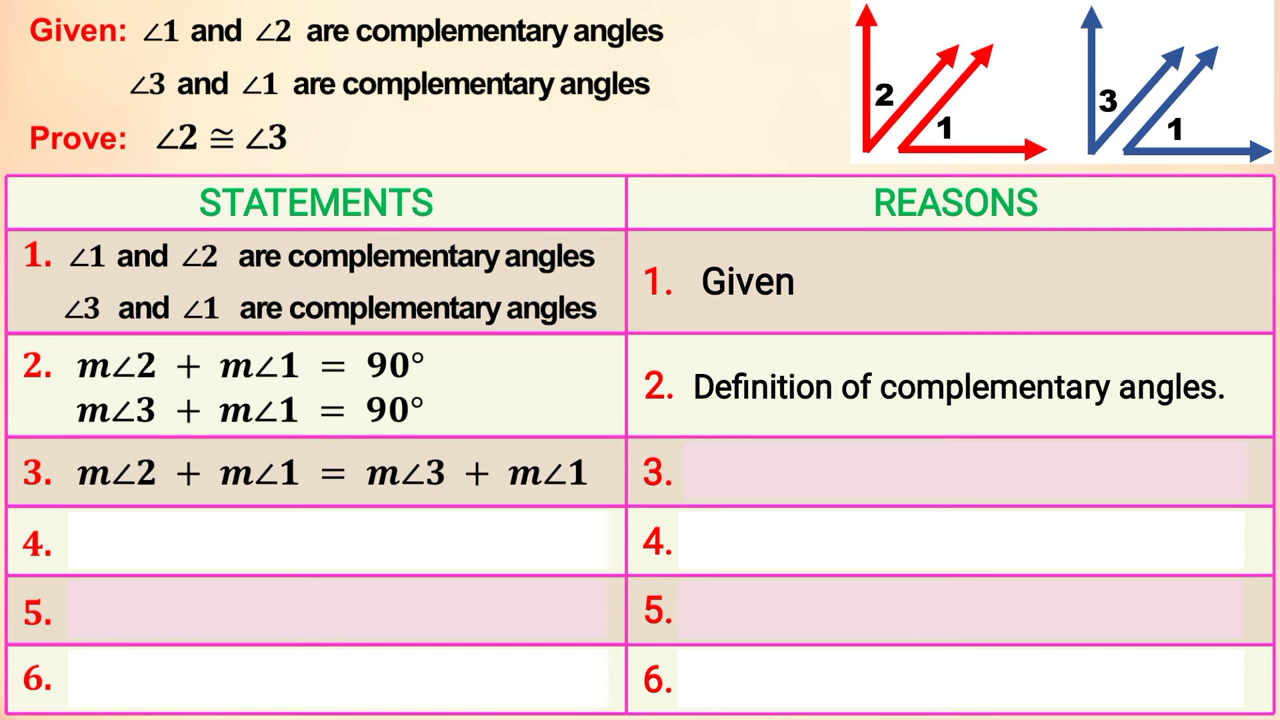 Given: ∠1 and ∠2 are complementary angles
∠3 and ∠1 are complementary angles
Prove: ∠2 ≅ ∠3
2
1
3
1
STATEMENTS
REASONS
1. ∠1 and ∠2 are complementary angles
∠3 and ∠1 are complementary angles
1. Given
2. m∠2 + m∠1 = 90°
m∠3 + m∠1 = 90°
2. Definition of complementary angles.
3. m∠2 + m∠1 = m∠3 + m∠1
3.
4.
4.
5.
5.
6.
6.